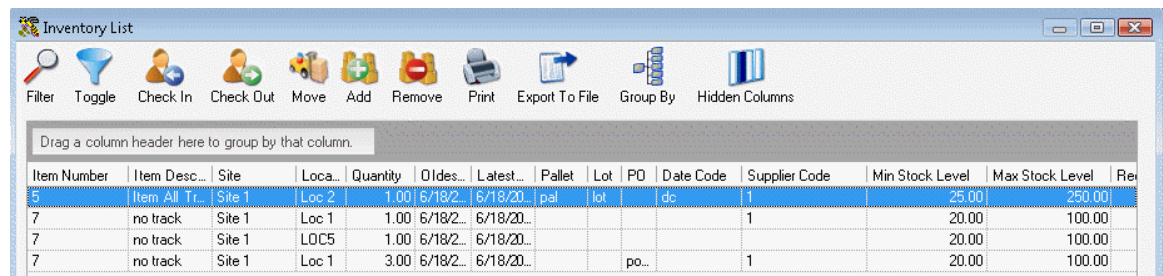 Inventory List
Filter Toggle Check In Check Out Move Add Remove Print Export To File Group By Hidden Columns
Drag a column header here to group by that column.
Item Number Item Desc... Site Loca... Quantity Oldes... Latest... Pallet Lot PO Date Code Supplier Code Min Stock Level Max Stock Level Re
5 Item All Tr... Site 1 Loc 2 1.00 6/18/2... 6/18/20... pal lot dc 1 25.00 250.00
7 no track Site 1 Loc 1 1.00 6/18/2... 6/18/20... 1 20.00 100.00
7 no track Site 1 LOC5 1.00 6/18/2... 6/18/20... 20.00 100.00
7 no track Site 1 Loc 1 3.00 6/18/2... 6/18/20... po... 1 20.00 100.00